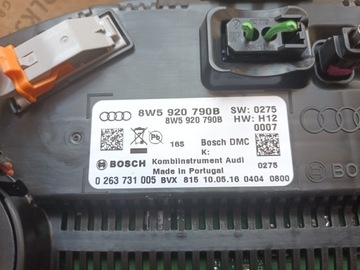 8W5 920 790B SW: 0275
8W5 920 790B HW: H12
0007
16S Bosch DMC
K:
BOSCH Kombiinstrument Audi 0275
Made in Portugal
0 263 731 005 BVX 815 10.05.16 0404 0800